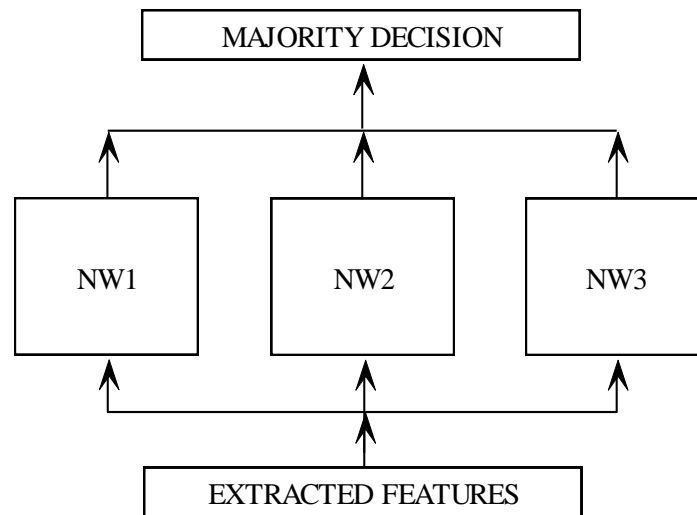 MAJORITY DECISION
NW1
NW2
NW3
EXTRACTED FEATURES